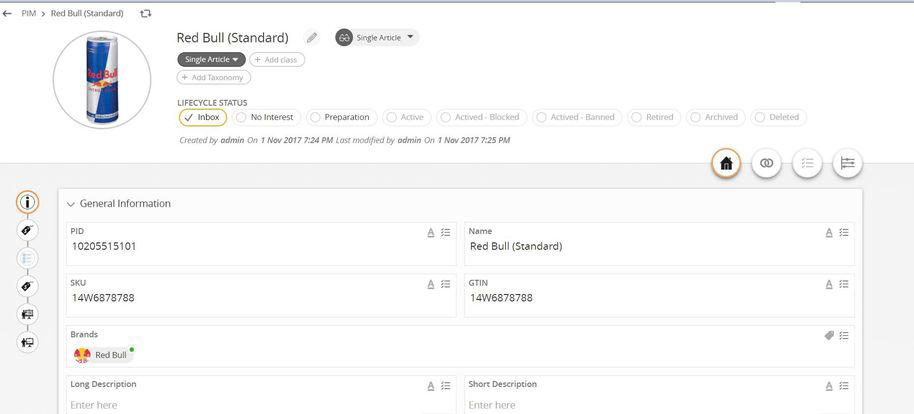 PIM > Red Bull (Standard)
Red Bull (Standard)
Single Article
Red Bull
Single Article
+ Add class
+ Add Taxonomy
LIFECYCLE STATUS
Inbox No Interest Preparation Active Actived - Blocked Actived - Banned Retired Archived Deleted
Created by admin On 1 Nov 2017 7:24 PM Last modified by admin On 1 Nov 2017 7:25 PM
General Information
PID
10205515101
Name
Red Bull (Standard)
SKU
14W6878788
GTIN
14W6878788
Brands
Red Bull
Long Description
Enter here
Short Description
Enter here